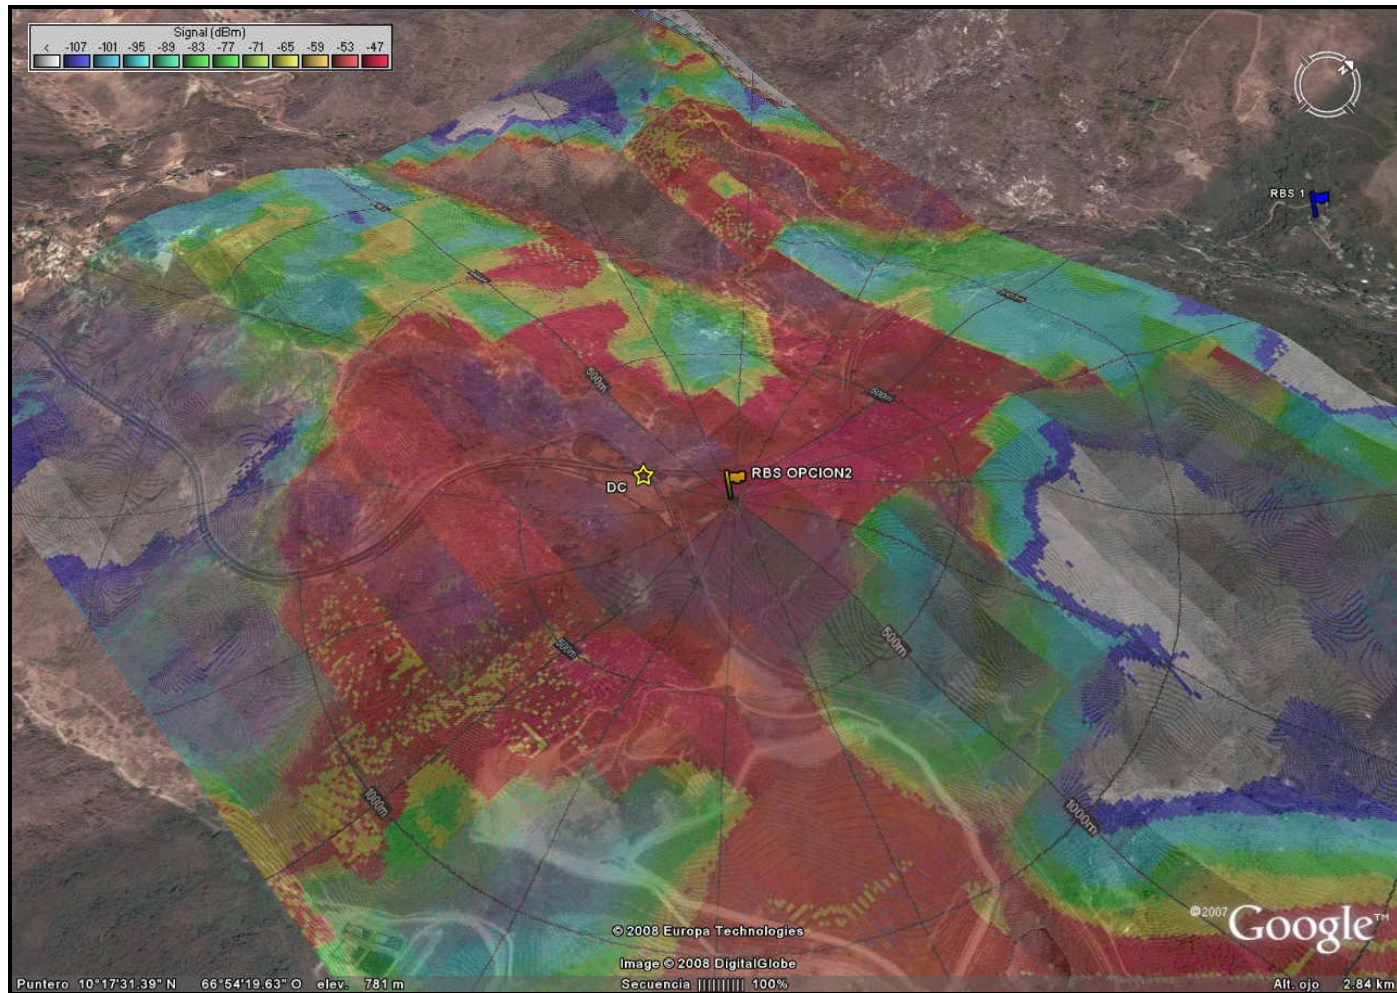 Signal (dBm)
< -107 -101 -95 -89 -83 -77 -71 -65 -59 -53 -47
N
RBS 1
500m
500m
DC
RBS OPCION2
500m
500m
1000m
1000m
©2007 Google™
© 2008 Europa Technologies
Image © 2008 DigitalGlobe
Puntero 10°17'31.39" N 66°54'19.63" O elev. 781 m Secuencia 100% Alt. ojo 2.84 km